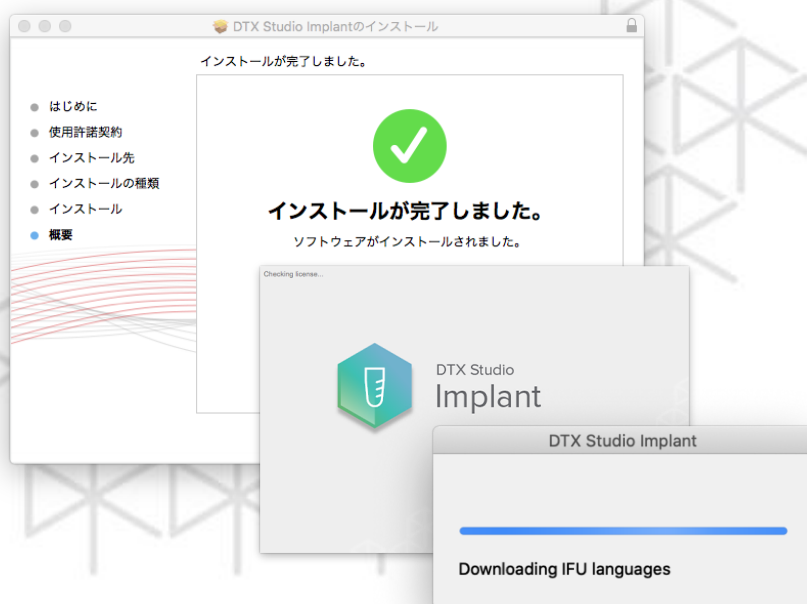 DTX Studio Implantのインストール
インストールが完了しました。
はじめに
使用許諾契約
インストール先
インストールの種類
インストール
概要
インストールが完了しました。
ソフトウェアがインストールされました。
Checking license...
DTX Studio
Implant
DTX Studio Implant
Downloading IFU languages